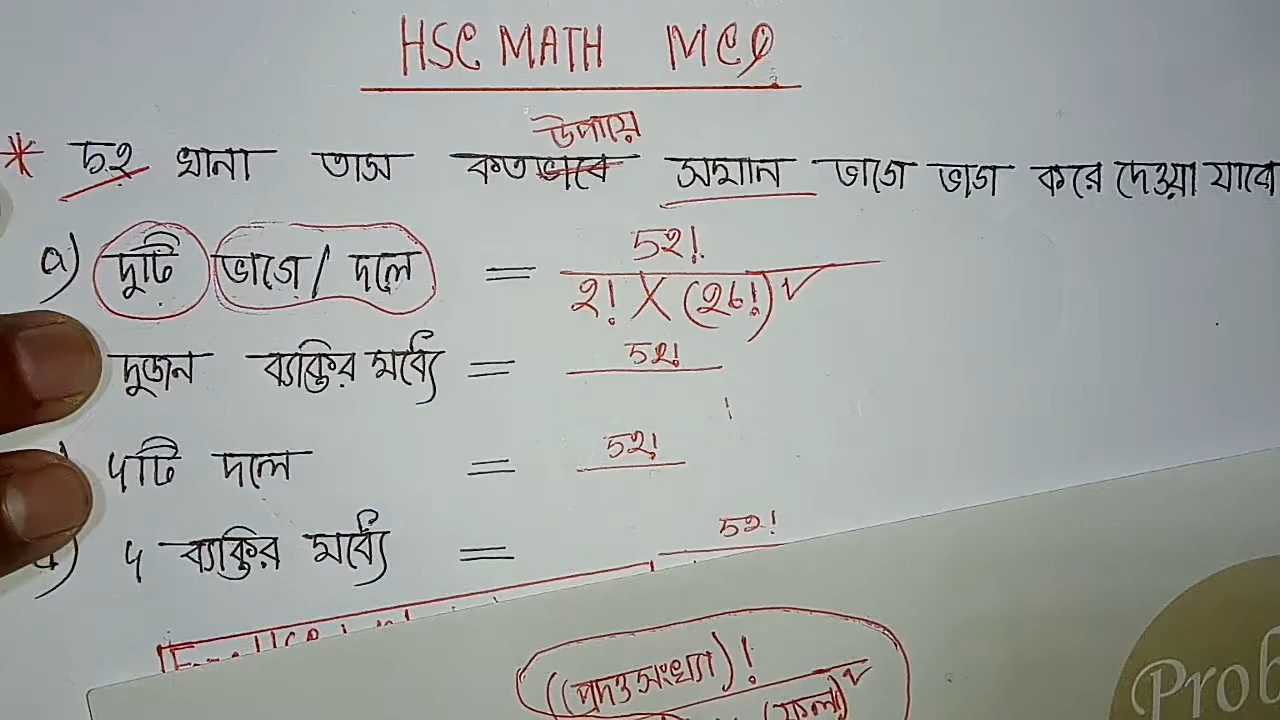 HSC MATH MCQ
উপায়ে
* ৫২ খানা তাস কতভাবে সমান ভাগে ভাগ করে দেওয়া যাবে
a) দুটি ভাগে/ দলে = ৫২! / ২! X (২৬!)²
দুজন ব্যক্তির মধ্যে = ৫২!
৪টি দলে = ৫২!
৪ ব্যক্তির মধ্যে = ৫২!
((প্রদত্ত সংখ্যা)!
Prob